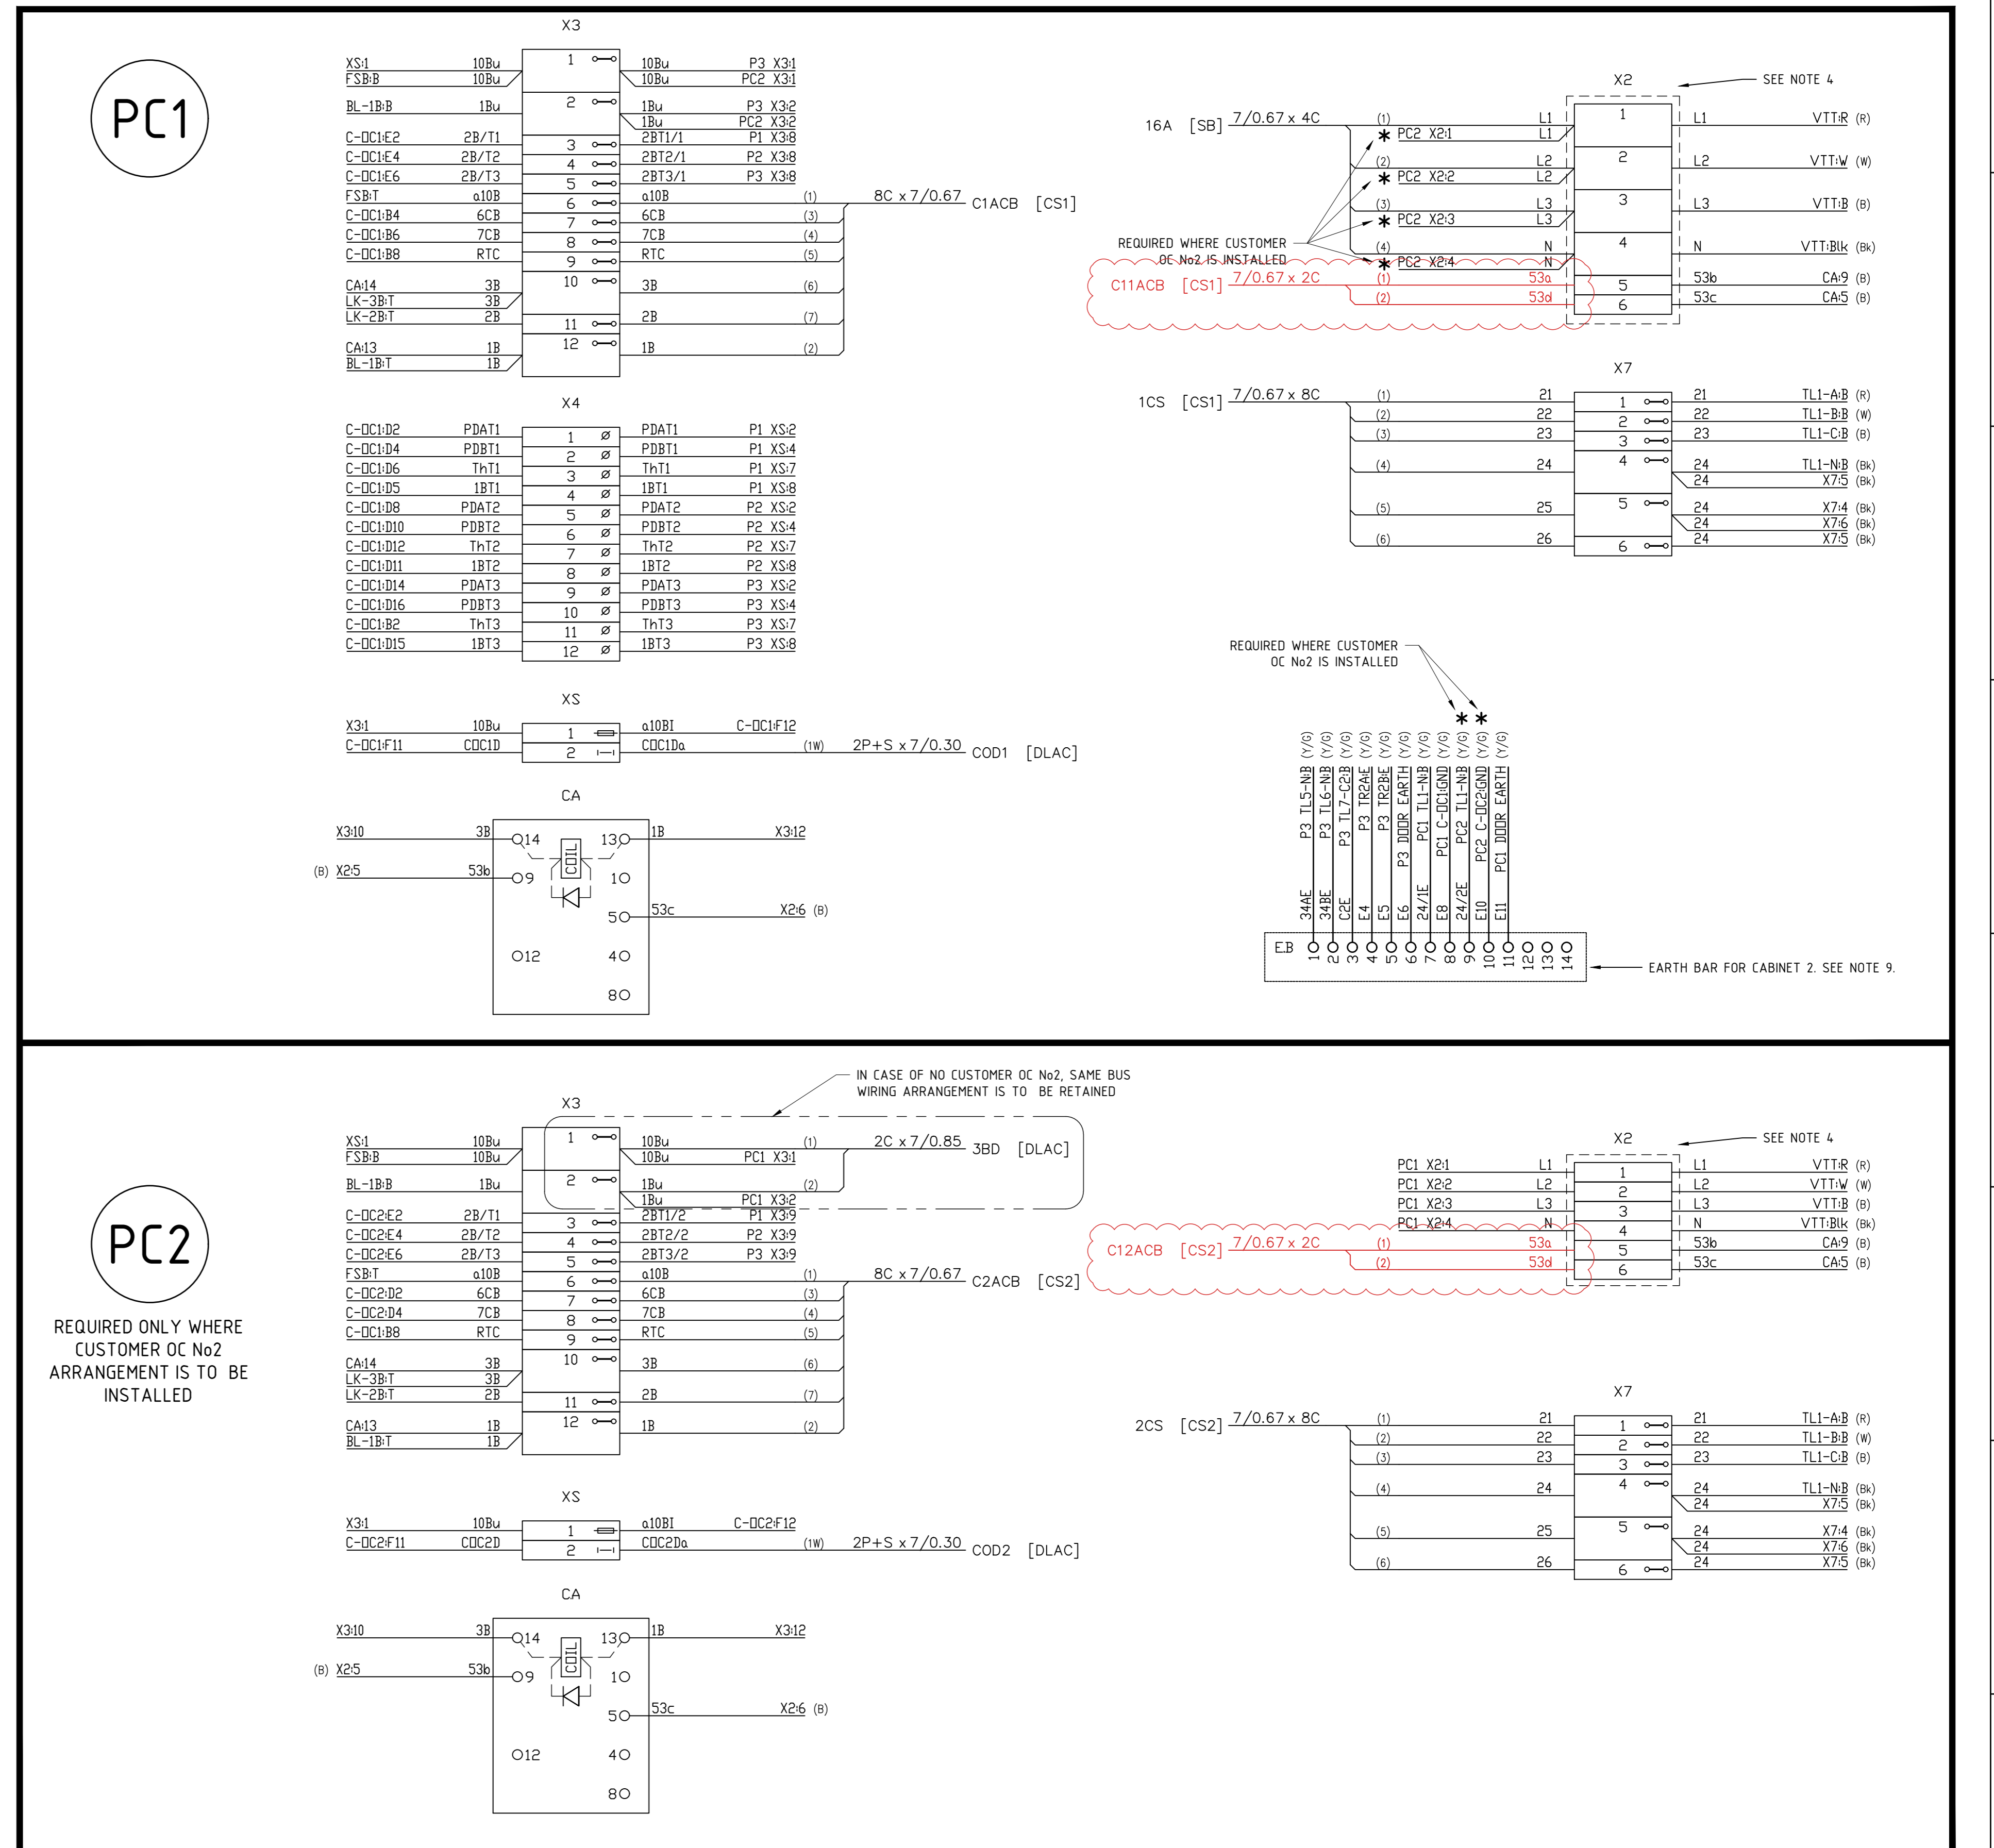 PC1
X3
XS:1 10Bu 1 10Bu P3 X3:1
FSB:B 10Bu 10Bu PC2 X3:1
BL-1B:B 1Bu 2 1Bu P3 X3:2
1Bu PC2 X3:2
C-OC1:E2 2B/T1 3 2BT1/1 P1 X3:8
C-OC1:E4 2B/T2 4 2BT2/1 P2 X3:8
C-OC1:E6 2B/T3 5 2BT3/1 P3 X3:8
FSB:T a10B 6 a10B (1) 8C x 7/0.67 C1ACB [CS1]
C-OC1:B4 6CB 7 6CB (3)
C-OC1:B6 7CB 8 7CB (4)
C-OC1:B8 RTC 9 RTC (5)
CA:14 3B 10 3B (6)
LK-3B:T 3B
LK-2B:T 2B 11 2B (7)
CA:13 1B 12 1B (2)
BL-1B:T 1B
X4
C-OC1:D2 PDAT1 1 Ø PDAT1 P1 XS:2
C-OC1:D4 PDBT1 2 Ø PDBT1 P1 XS:4
C-OC1:D6 ThT1 3 Ø ThT1 P1 XS:7
C-OC1:D5 1BT1 4 Ø 1BT1 P1 XS:8
C-OC1:D8 PDAT2 5 Ø PDAT2 P2 XS:2
C-OC1:D10 PDBT2 6 Ø PDBT2 P2 XS:4
C-OC1:D12 ThT2 7 Ø ThT2 P2 XS:7
C-OC1:D11 1BT2 8 Ø 1BT2 P2 XS:8
C-OC1:D14 PDAT3 9 Ø PDAT3 P3 XS:2
C-OC1:D16 PDBT3 10 Ø PDBT3 P3 XS:4
C-OC1:B2 ThT3 11 Ø ThT3 P3 XS:7
C-OC1:D15 1BT3 12 Ø 1BT3 P3 XS:8
XS
X3:1 10Bu 1 a10BI C-OC1:F12
C-OC1:F11 COC1D 2 COC1Da (1W) 2P+S x 7/0.30 COD1 [DLAC]
CA
X3:10 3B 14 COIL 13 1B X3:12
(B) X2:5 53b 9 1
5 53c X2:6 (B)
12 4
8
X2
SEE NOTE 4
16A [SB] 7/0.67 x 4C (1) L1 1 L1 VTT:R (R)
* PC2 X2:1 L1
(2) L2 2 L2 VTT:W (W)
* PC2 X2:2 L2
(3) L3 3 L3 VTT:B (B)
* PC2 X2:3 L3
REQUIRED WHERE CUSTOMER
OC No2 IS INSTALLED
(4) N 4 N VTT:Blk (Bk)
* PC2 X2:4 N
C11ACB [CS1] 7/0.67 x 2C (1) 53a 5 53b CA:9 (B)
(2) 53d 6 53c CA:5 (B)
X7
1CS [CS1] 7/0.67 x 8C (1) 21 1 21 TL1-A:B (R)
(2) 22 2 22 TL1-B:B (W)
(3) 23 3 23 TL1-C:B (B)
(4) 24 4 24 TL1-N:B (Bk)
24 X7:5 (Bk)
(5) 25 5 24 X7:4 (Bk)
24 X7:6 (Bk)
(6) 26 6 24 X7:5 (Bk)
REQUIRED WHERE CUSTOMER
OC No2 IS INSTALLED
* *
34AE P3 TL5-N:B (Y/G)
34BE P3 TL6-N:B (Y/G)
C2E P3 TL7-C2:B (Y/G)
E4 P3 TR2A:E (Y/G)
E5 P3 TR2B:E (Y/G)
E6 P3 DOOR EARTH (Y/G)
24/1E PC1 TL1-N:B (Y/G)
E8 PC1 C-OC1:GND (Y/G)
24/2E PC2 TL1-N:B (Y/G)
E10 PC2 C-OC2:GND (Y/G)
E11 PC1 DOOR EARTH (Y/G)
E.B 1 2 3 4 5 6 7 8 9 10 11 12 13 14
EARTH BAR FOR CABINET 2. SEE NOTE 9.
PC2
REQUIRED ONLY WHERE
CUSTOMER OC No2
ARRANGEMENT IS TO BE
INSTALLED
IN CASE OF NO CUSTOMER OC No2, SAME BUS
WIRING ARRANGEMENT IS TO BE RETAINED
X3
XS:1 10Bu 1 10Bu (1) 2C x 7/0.85 3BD [DLAC]
FSB:B 10Bu 10Bu PC1 X3:1
BL-1B:B 1Bu 2 1Bu (2)
1Bu PC1 X3:2
C-OC2:E2 2B/T1 3 2BT1/2 P1 X3:9
C-OC2:E4 2B/T2 4 2BT2/2 P2 X3:9
C-OC2:E6 2B/T3 5 2BT3/2 P3 X3:9
FSB:T a10B 6 a10B (1) 8C x 7/0.67 C2ACB [CS2]
C-OC2:D2 6CB 7 6CB (3)
C-OC2:D4 7CB 8 7CB (4)
C-OC1:B8 RTC 9 RTC (5)
CA:14 3B 10 3B (6)
LK-3B:T 3B
LK-2B:T 2B 11 2B (7)
CA:13 1B 12 1B (2)
BL-1B:T 1B
XS
X3:1 10Bu 1 a10BI C-OC2:F12
C-OC2:F11 COC2D 2 COC2Da (1W) 2P+S x 7/0.30 COD2 [DLAC]
CA
X3:10 3B 14 COIL 13 1B X3:12
(B) X2:5 53b 9 1
5 53c X2:6 (B)
12 4
8
X2
SEE NOTE 4
PC1 X2:1 L1 1 L1 VTT:R (R)
PC1 X2:2 L2 2 L2 VTT:W (W)
PC1 X2:3 L3 3 L3 VTT:B (B)
PC1 X2:4 N 4 N VTT:Blk (Bk)
C12ACB [CS2] 7/0.67 x 2C (1) 53a 5 53b CA:9 (B)
(2) 53d 6 53c CA:5 (B)
X7
2CS [CS2] 7/0.67 x 8C (1) 21 1 21 TL1-A:B (R)
(2) 22 2 22 TL1-B:B (W)
(3) 23 3 23 TL1-C:B (B)
(4) 24 4 24 TL1-N:B (Bk)
24 X7:5 (Bk)
(5) 25 5 24 X7:4 (Bk)
24 X7:6 (Bk)
(6) 26 6 24 X7:5 (Bk)